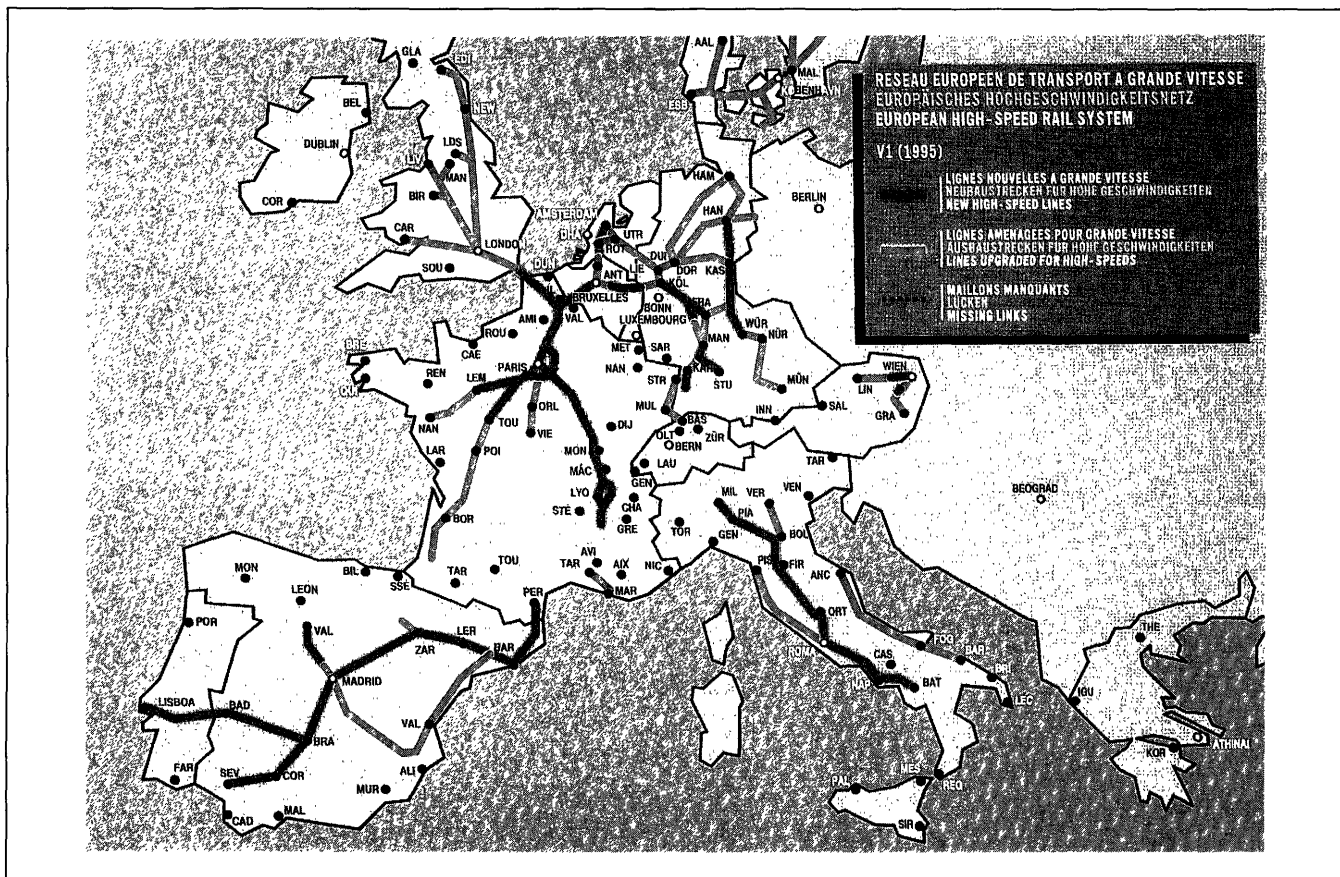 RESEAU EUROPEEN DE TRANSPORT A GRANDE VITESSE
EUROPÄISCHES HOCHGESCHWINDIGKEITSNETZ
EUROPEAN HIGH-SPEED RAIL SYSTEM
V1 (1995)
LIGNES NOUVELLES A GRANDE VITESSE
NEUBAUSTRECKEN FÜR HOHE GESCHWINDIGKEITEN
NEW HIGH-SPEED LINES
LIGNES AMENAGEES POUR GRANDE VITESSE
AUSBAUSTRECKEN FÜR HOHE GESCHWINDIGKEITEN
LINES UPGRADED FOR HIGH-SPEEDS
MAILLONS MANQUANTS
LÜCKEN
MISSING LINKS
GLA
EDI
AAL
MAL
KØBENHAVN
ESB
BEL
NEW
DUBLIN
LDS
LIV
MAN
HAM
BERLIN
COR
BIR
HAN
AMSTERDAM
UTR
CAR
LONDON
DHA
ROT
DUI
DOR
KAS
SOU
DUN
ANT
LIE
KÖL
BRUXELLES
BONN
VAL
LUXEMBOURG
WÜR
NÜR
AMI
ROU
CAE
MAN
BRE
MET
SAR
WIEN
REN
PARIS
NAN
KAR
STU
LEM
STR
MÜN
LIN
ORL
MUL
SAL
NAN
TOU
INN
GRA
VIE
DIJ
BAS
OLT
ZÜR
BERN
LAR
POI
MON
LAU
TAR
MÂC
GEN
BEOGRAD
LYO
MIL
VER
VEN
STÉ
CHA
PIA
BOR
GRE
TOR
BOL
GEN
AVI
FIR
TOU
TAR
AIX
NIC
PIS
ANC
MON
BIL
SSE
TAR
MAR
LEON
PER
ORT
POR
VAL
LER
THE
ZAR
BAR
FOG
ROMA
CAS
BAR
MADRID
NAP
BAT
BRI
LISBOA
BAD
LEC
IGU
VAL
BRA
ATHINAI
KOR
FAR
SEV
COR
ALI
MUR
MES
PAL
REG
CAD
MAL
SIR